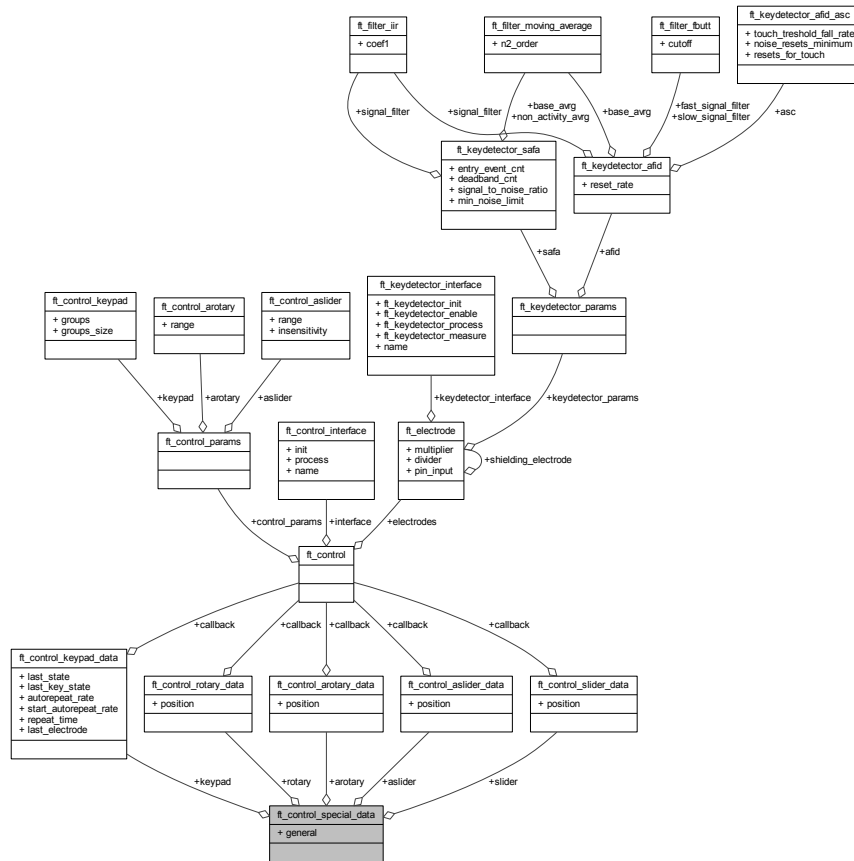 ft_filter_iir
+ coef1
ft_filter_moving_average
+ n2_order
ft_filter_fbutt
+ cutoff
ft_keydetector_afid_asc
+ touch_treshold_fall_rate
+ noise_resets_minimum
+ resets_for_touch
+signal_filter
+signal_filter
+base_avrg
+non_activity_avrg
+base_avrg
+fast_signal_filter
+slow_signal_filter
+asc
ft_keydetector_safa
+ entry_event_cnt
+ deadband_cnt
+ signal_to_noise_ratio
+ min_noise_limit
ft_keydetector_afid
+ reset_rate
+safa
+afid
ft_control_keypad
+ groups
+ groups_size
ft_control_arotary
+ range
ft_control_aslider
+ range
+ insensitivity
ft_keydetector_interface
+ ft_keydetector_init
+ ft_keydetector_enable
+ ft_keydetector_process
+ ft_keydetector_measure
+ name
ft_keydetector_params
+keypad
+arotary
+aslider
+keydetector_interface
+keydetector_params
ft_control_params
ft_control_interface
+ init
+ process
+ name
ft_electrode
+ multiplier
+ divider
+ pin_input
+shielding_electrode
+control_params
+interface
+electrodes
ft_control
+callback
+callback
+callback
+callback
+callback
ft_control_keypad_data
+ last_state
+ last_key_state
+ autorepeat_rate
+ start_autorepeat_rate
+ repeat_time
+ last_electrode
ft_control_rotary_data
+ position
ft_control_arotary_data
+ position
ft_control_aslider_data
+ position
ft_control_slider_data
+ position
+keypad
+rotary
+arotary
+aslider
+slider
ft_control_special_data
+ general